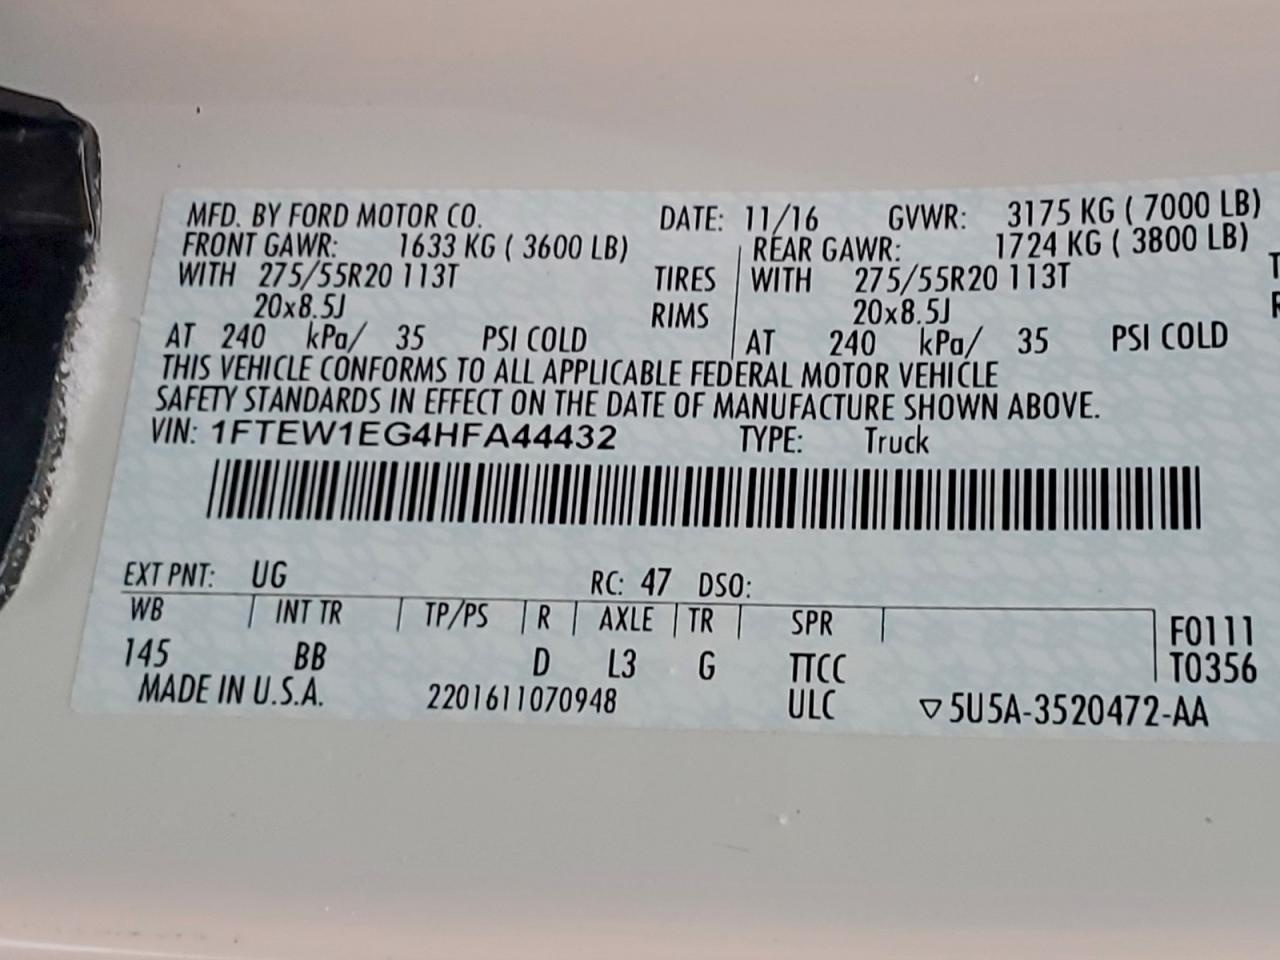 MFD. BY FORD MOTOR CO. DATE: 11/16 GVWR: 3175 KG ( 7000 LB)
FRONT GAWR: 1633 KG ( 3600 LB) REAR GAWR: 1724 KG ( 3800 LB)
WITH 275/55R20 113T TIRES WITH 275/55R20 113T T
20x8.5J RIMS 20x8.5J R
AT 240 kPa/ 35 PSI COLD AT 240 kPa/ 35 PSI COLD
THIS VEHICLE CONFORMS TO ALL APPLICABLE FEDERAL MOTOR VEHICLE
SAFETY STANDARDS IN EFFECT ON THE DATE OF MANUFACTURE SHOWN ABOVE.
VIN: 1FTEW1EG4HFA44432 TYPE: Truck
EXT PNT: UG RC: 47 DSO:
WB INT TR TP/PS R AXLE TR SPR F0111
145 BB D L3 G TTCC T0356
MADE IN U.S.A. 2201611070948 ULC ▽5U5A-3520472-AA